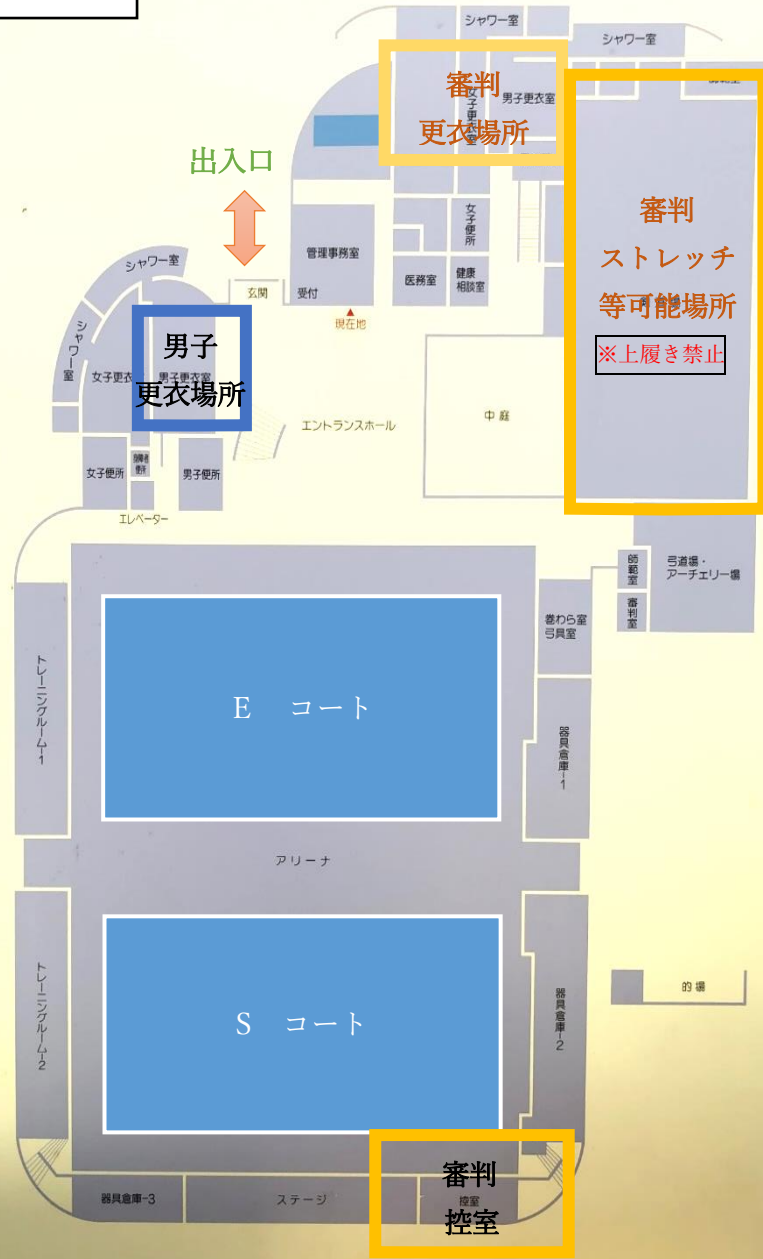 シャワー室
シャワー室
審判
更衣場所
女子更衣室
男子更衣室
出入口
審判
ストレッチ
等可能場所
※上履き禁止
女子便所
管理事務室
医務室
健康
相談室
シャワー室
玄関
受付
現在地
シャワー室
女子更衣
男子
更衣場所
男子更衣室
エントランスホール
中庭
女子便所
男子便所
エレベーター
師範室
審判室
弓道場・
アーチェリー場
巻わら室
弓具室
トレーニングルーム-1
E コート
器具倉庫-1
アリーナ
トレーニングルーム-2
S コート
器具倉庫-2
的場
審判
控室
器具倉庫-3
ステージ
控室